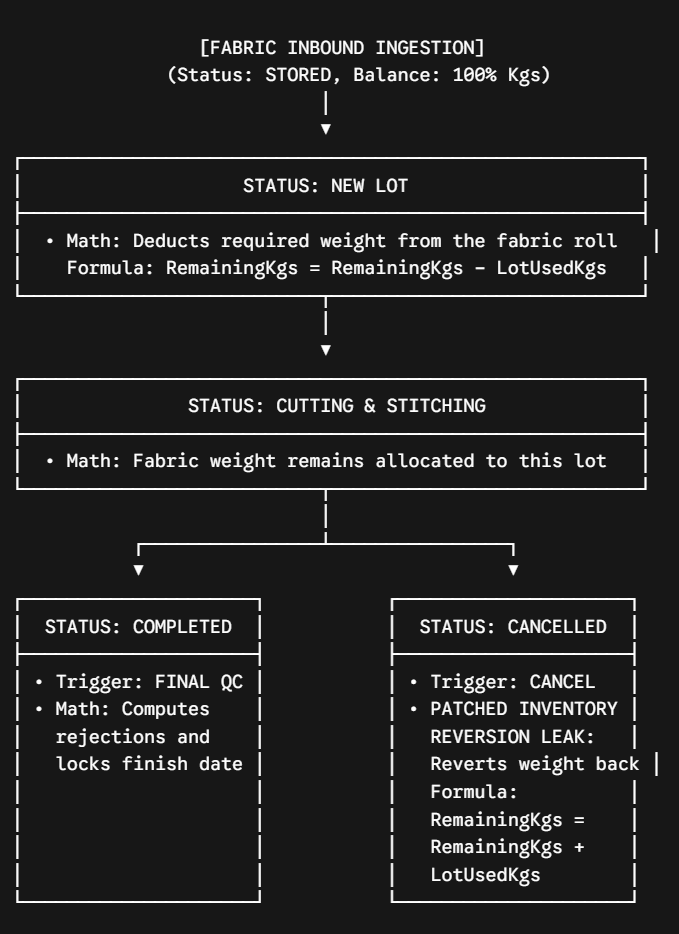 [FABRIC INBOUND INGESTION]
(Status: STORED, Balance: 100% Kgs)
STATUS: NEW LOT
• Math: Deducts required weight from the fabric roll
Formula: RemainingKgs = RemainingKgs - LotUsedKgs
STATUS: CUTTING & STITCHING
• Math: Fabric weight remains allocated to this lot
STATUS: COMPLETED
• Trigger: FINAL QC
• Math: Computes
rejections and
locks finish date
STATUS: CANCELLED
• Trigger: CANCEL
• PATCHED INVENTORY
REVERSION LEAK:
Reverts weight back
Formula:
RemainingKgs =
RemainingKgs +
LotUsedKgs